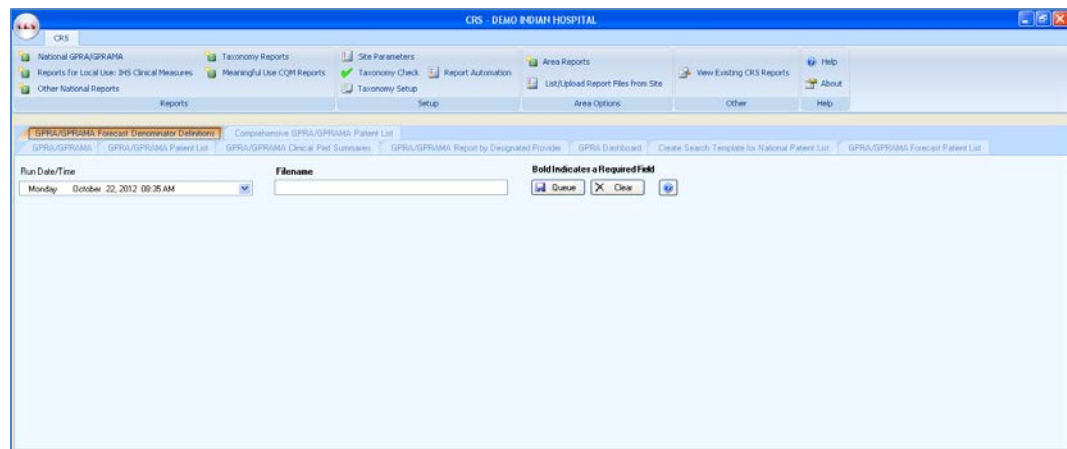 CRS - DEMO INDIAN HOSPITAL
CRS
National GPRA/GPRAMA
Reports for Local Use: IHS Clinical Measures
Other National Reports
Taxonomy Reports
Meaningful Use CQM Reports
Reports
Site Parameters
Taxonomy Check
Report Automation
Taxonomy Setup
Setup
Area Reports
List/Upload Report Files from Site
Area Options
View Existing CRS Reports
Other
Help
About
Help
GPRA/GPRAMA Forecast Denominator Definitions
Comprehensive GPRA/GPRAMA Patient List
GPRA/GPRAMA
GPRA/GPRAMA Patient List
GPRA/GPRAMA Clinical Ped Summaries
GPRA/GPRAMA Report by Designated Provider
GPRA Dashboard
Create Search Template for National Patient List
GPRA/GPRAMA Forecast Patient List
Run Date/Time
Filename
Bold Indicates a Required Field
Monday October 22, 2012 08:35 AM
Queue
Clear